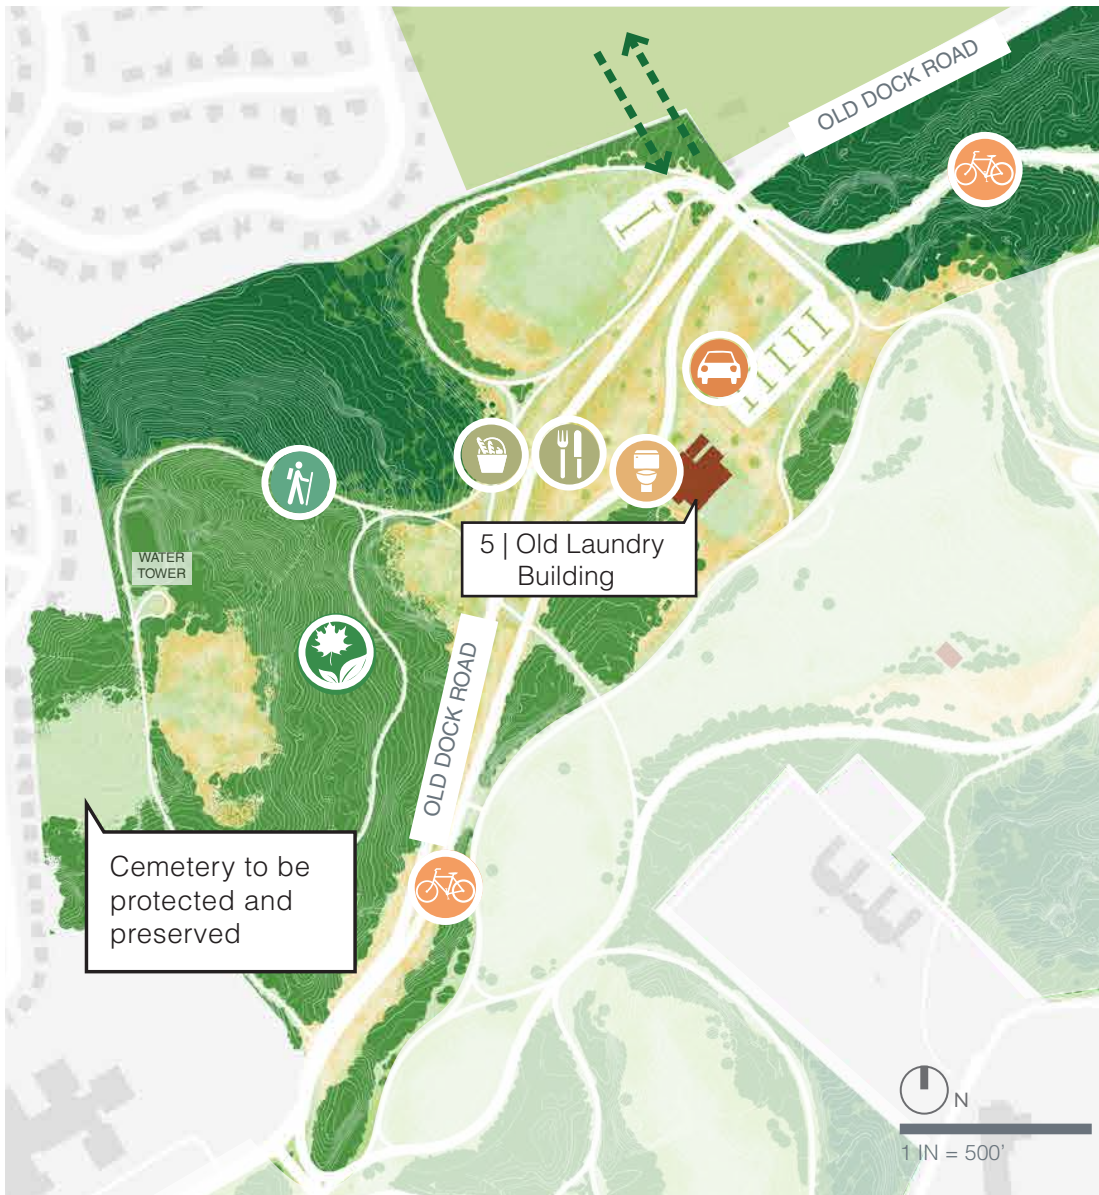 OLD DOCK ROAD
5 | Old Laundry
Building
WATER
TOWER
OLD DOCK ROAD
Cemetery to be
protected and
preserved
N
1 IN = 500'